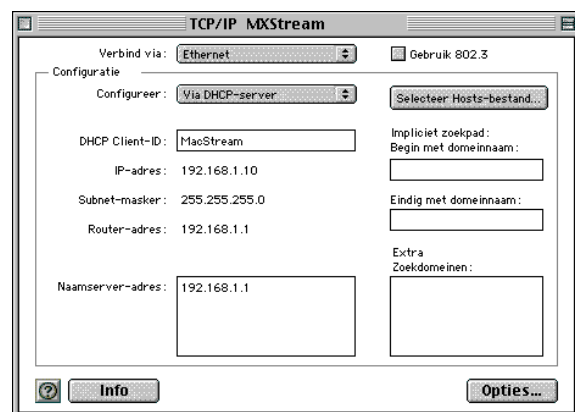 TCP/IP MXStream
Verbind via: Ethernet
Gebruik 802.3
Configuratie
Configureer: Via DHCP-server
Selecteer Hosts-bestand...
DHCP Client-ID: MacStream
IP-adres: 192.168.1.10
Subnet-masker: 255.255.255.0
Router-adres: 192.168.1.1
Naamserver-adres: 192.168.1.1
Impliciet zoekpad:
Begin met domeinnaam:
Eindig met domeinnaam:
Extra
Zoekdomeinen:
?
Info
Opties...